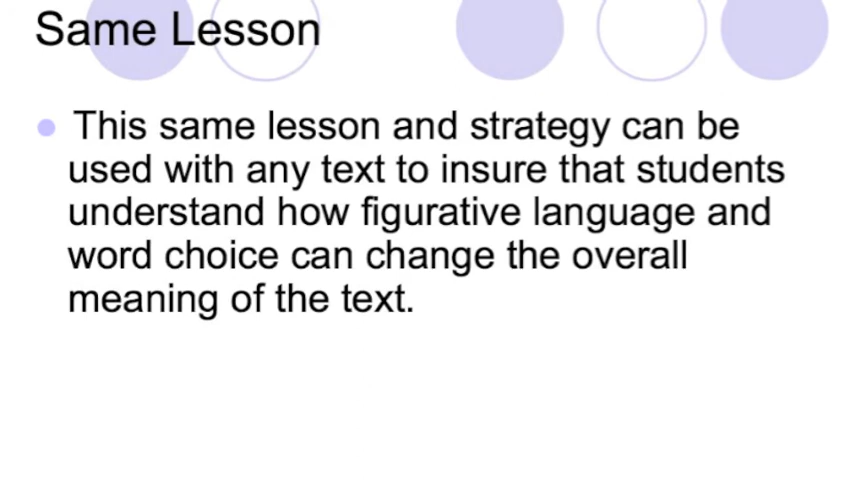 Same Lesson
This same lesson and strategy can be
used with any text to insure that students
understand how figurative language and
word choice can change the overall
meaning of the text.